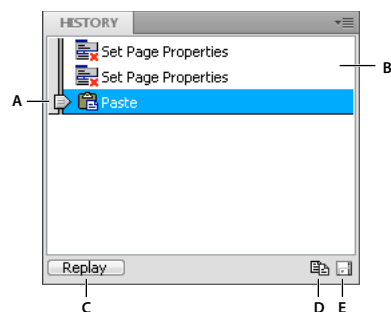 HISTORY
Set Page Properties
B
Set Page Properties
A
Paste
Replay
C
D
E